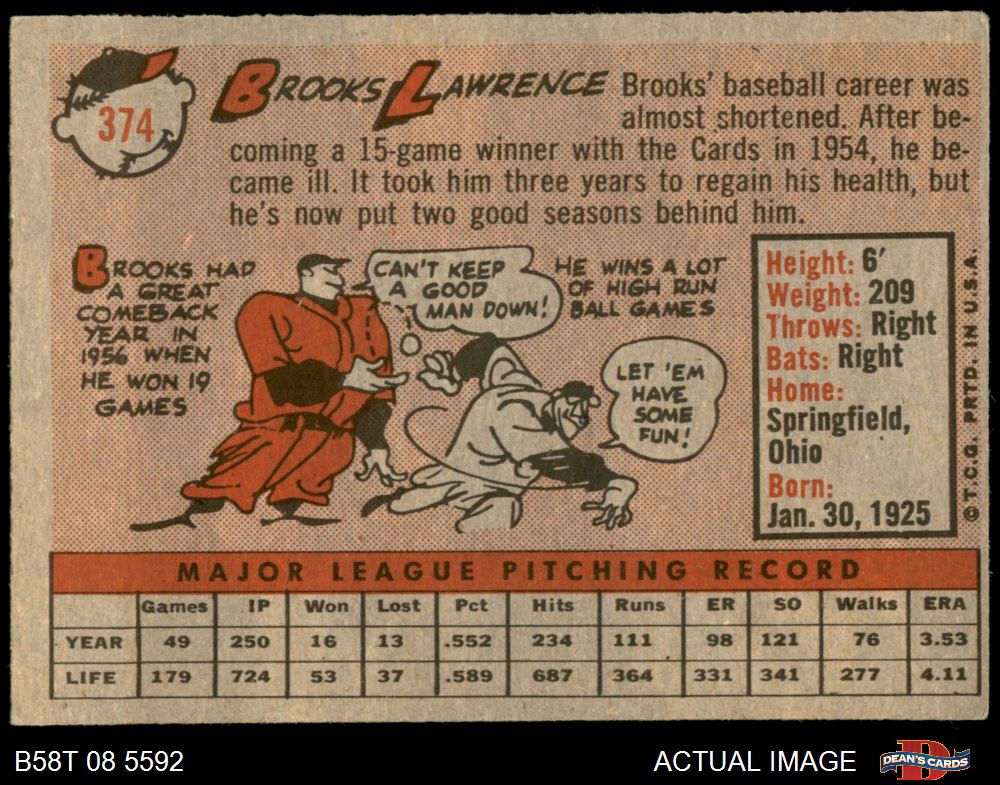 374
BROOKS LAWRENCE
Brooks' baseball career was
almost shortened. After be-
coming a 15-game winner with the Cards in 1954, he be-
came ill. It took him three years to regain his health, but
he's now put two good seasons behind him.
BROOKS HAD
A GREAT
COMEBACK
YEAR IN
1956 WHEN
HE WON 19
GAMES
CAN'T KEEP
A GOOD
MAN DOWN!
HE WINS A LOT
OF HIGH RUN
BALL GAMES
LET 'EM
HAVE
SOME
FUN!
Height: 6'
Weight: 209
Throws: Right
Bats: Right
Home:
Springfield,
Ohio
Born:
Jan. 30, 1925
© T.C.G. PRTD. IN U.S.A.
MAJOR LEAGUE PITCHING RECORD
Games IP Won Lost Pct Hits Runs ER SO Walks ERA
YEAR 49 250 16 13 .552 234 111 98 121 76 3.53
LIFE 179 724 53 37 .589 687 364 331 341 277 4.11
B58T 08 5592
ACTUAL IMAGE
D
DEAN'S CARDS